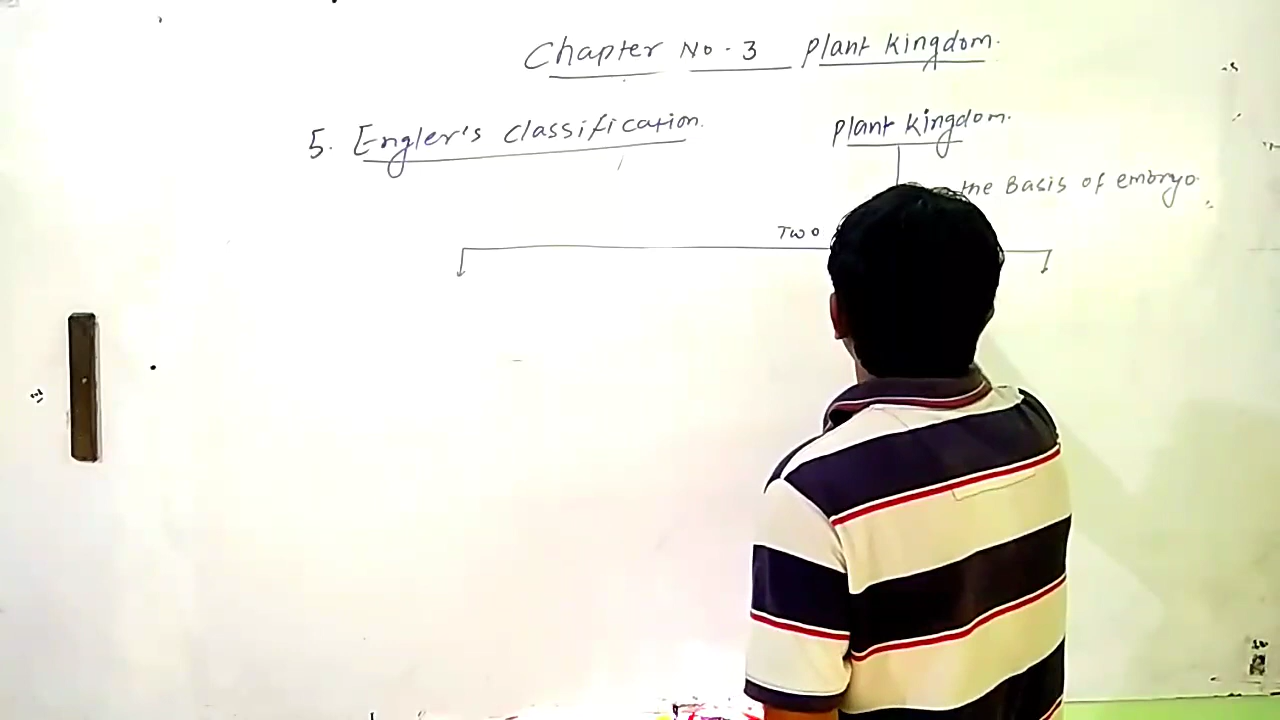 Chapter No. 3 Plant Kingdom.
5. Engler's classification.
Plant Kingdom.
the Basis of embryo.
Two